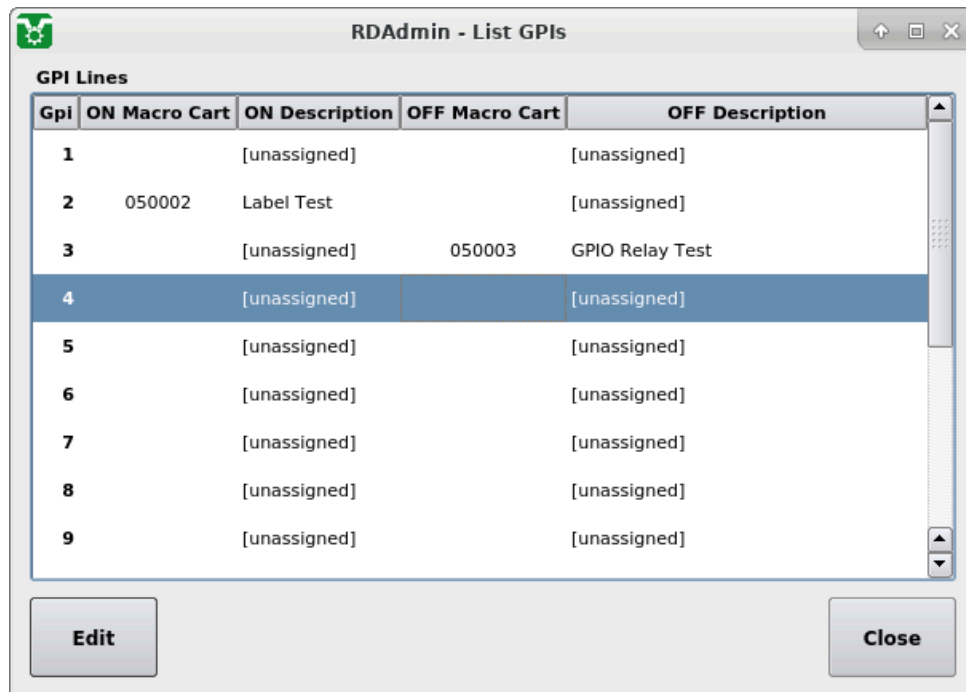 RDAdmin - List GPIs
GPI Lines
Gpi ON Macro Cart ON Description OFF Macro Cart OFF Description
1 [unassigned] [unassigned]
2 050002 Label Test [unassigned]
3 [unassigned] 050003 GPIO Relay Test
4 [unassigned] [unassigned]
5 [unassigned] [unassigned]
6 [unassigned] [unassigned]
7 [unassigned] [unassigned]
8 [unassigned] [unassigned]
9 [unassigned] [unassigned]
Edit Close